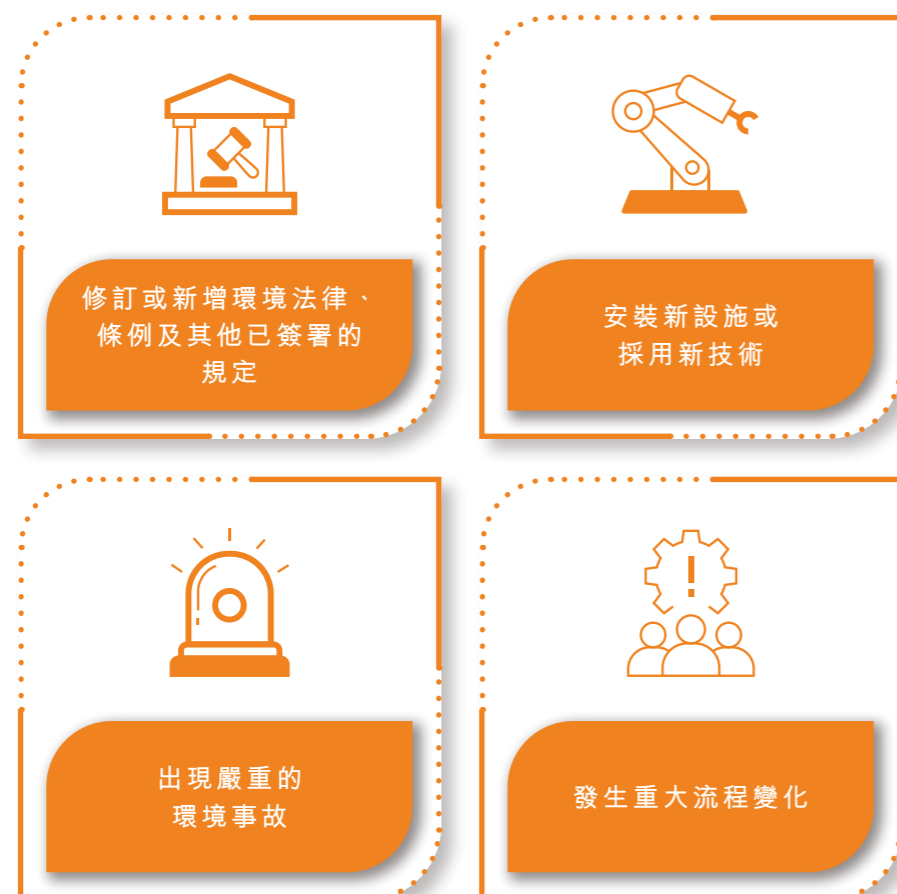 修訂或新增環境法律、
條例及其他已簽署的
規定
安裝新設施或
採用新技術
出現嚴重的
環境事故
發生重大流程變化